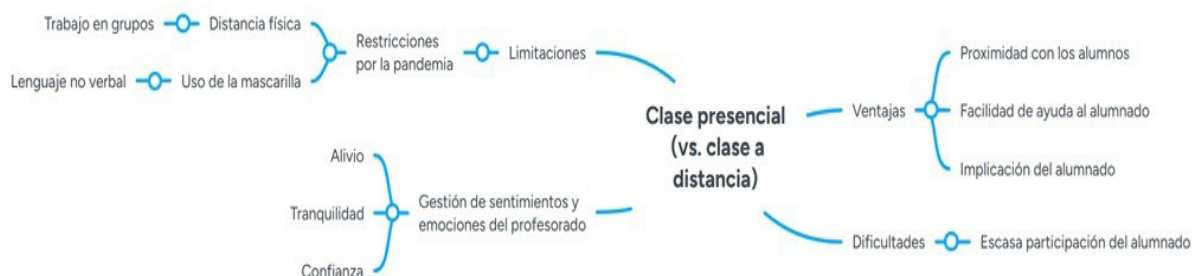 Trabajo en grupos
Distancia física
Lenguaje no verbal
Uso de la mascarilla
Restricciones
por la pandemia
Limitaciones
Alivio
Tranquilidad
Confianza
Gestión de sentimientos y
emociones del profesorado
Clase presencial
(vs. clase a
distancia)
Ventajas
Proximidad con los alumnos
Facilidad de ayuda al alumnado
Implicación del alumnado
Dificultades
Escasa participación del alumnado